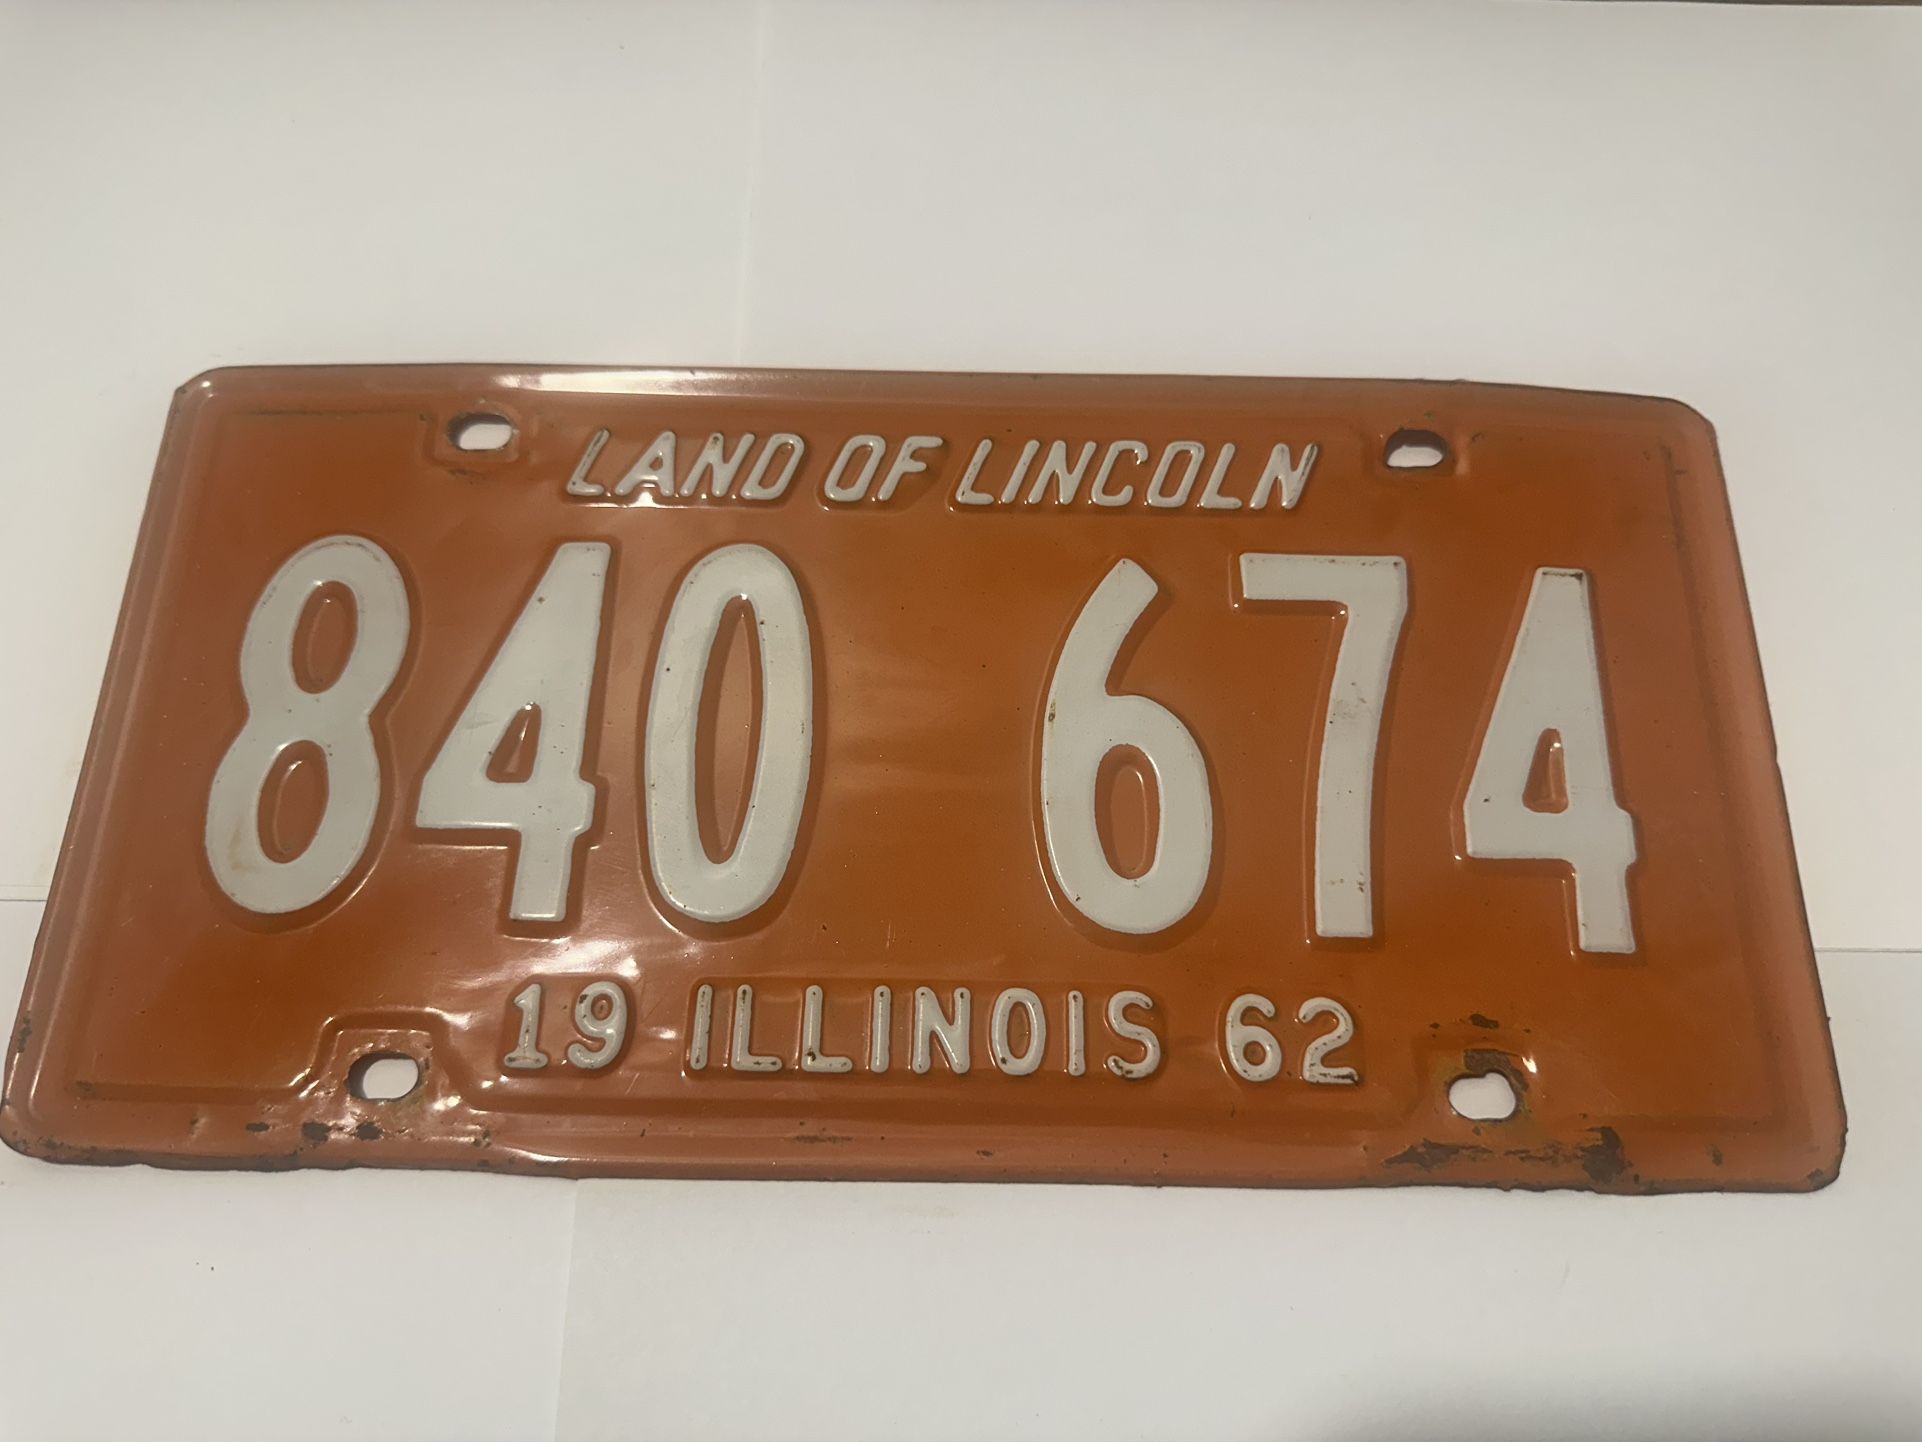 LAND OF LINCOLN
840 674
19 ILLINOIS 62